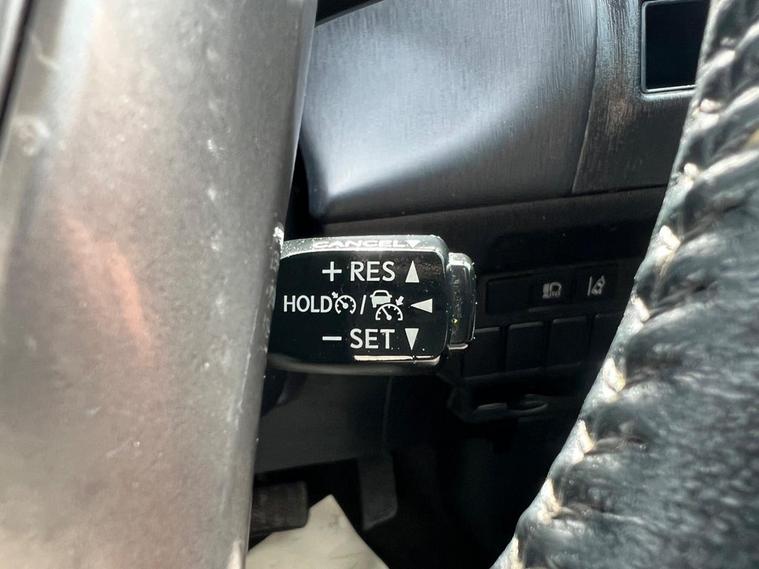 CANCEL▼
+ RES ▲
HOLD / ◀
− SET ▼